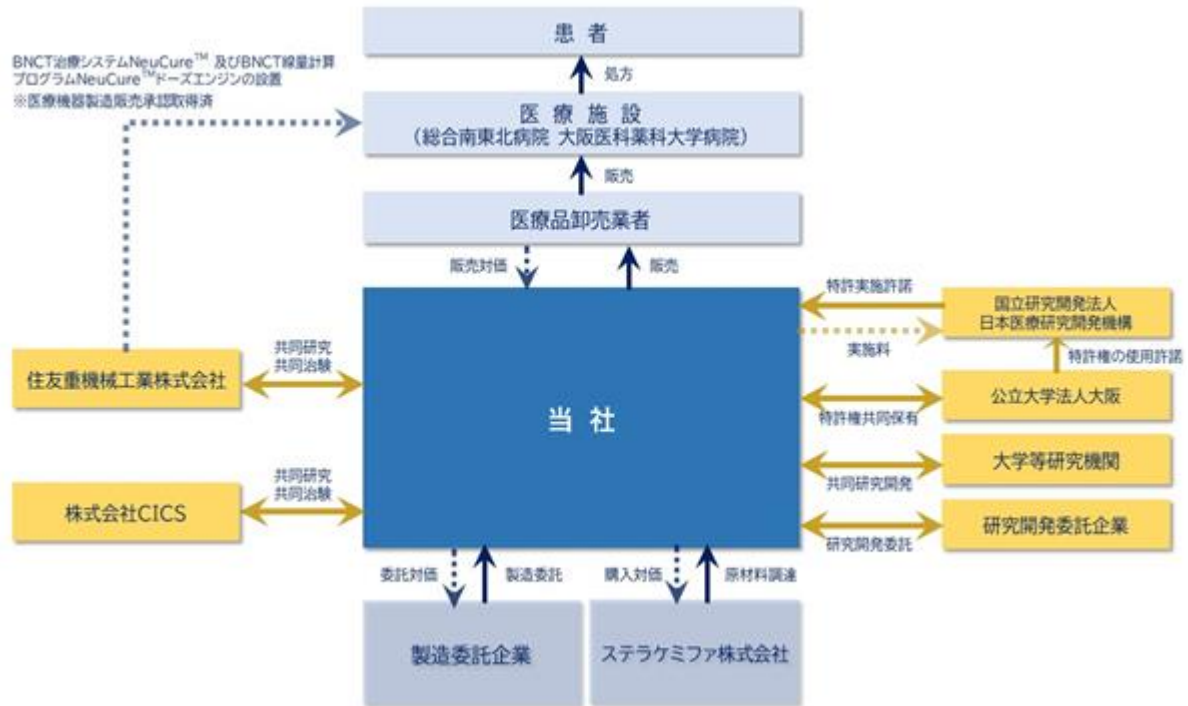 患者
BNCT治療システムNeuCure™ 及びBNCT線量計算
プログラムNeuCure™ドーズエンジンの設置
※医療機器製造販売承認取得済
処方
医療施設
（総合南東北病院 大阪医科薬科大学病院）
販売
医療品卸売業者
販売対価
販売
特許実施許諾
国立研究開発法人
日本医療研究開発機構
実施料
特許権の使用許諾
共同研究
共同治験
住友重機械工業株式会社
当社
公立大学法人大阪
特許権共同保有
大学等研究機関
共同研究開発
共同研究
共同治験
株式会社CICS
研究開発委託企業
研究開発委託
委託対価
製造委託
購入対価
原材料調達
製造委託企業
ステラケミファ株式会社